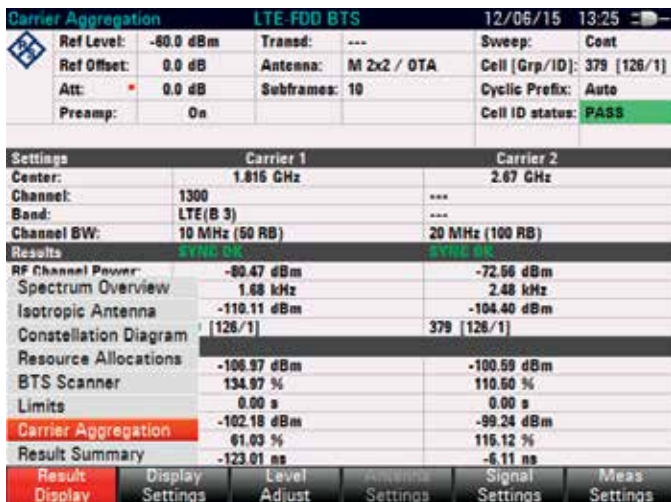 Carrier Aggregation LTE-FDD BTS 12/06/15 13:25
Ref Level: -60.0 dBm Transd: --- Sweep: Cont
Ref Offset: 0.0 dB Antenna: M 2x2 / OTA Cell [Grp/ID]: 379 [126/1]
Att: 0.0 dB Subframes: 10 Cyclic Prefix: Auto
Preamp: On Cell ID status: PASS
Settings Carrier 1 Carrier 2
Center: 1.815 GHz 2.67 GHz
Channel: 1300 ---
Band: LTE(B 3) ---
Channel BW: 10 MHz (50 RB) 20 MHz (100 RB)
Results SYNC OK SYNC OK
RF Channel Power: -80.47 dBm -72.56 dBm
Spectrum Overview 1.68 kHz 2.48 kHz
Isotropic Antenna -110.11 dBm -104.40 dBm
Constellation Diagram [126/1] 379 [126/1]
Resource Allocations
BTS Scanner -106.97 dBm -100.59 dBm
134.97 % 110.60 %
Limits 0.00 s 0.00 s
Carrier Aggregation -102.18 dBm -99.24 dBm
61.03 % 115.12 %
Result Summary -123.01 ns -6.11 ns
Result Display Display Settings Level Adjust Antenna Settings Signal Settings Meas Settings